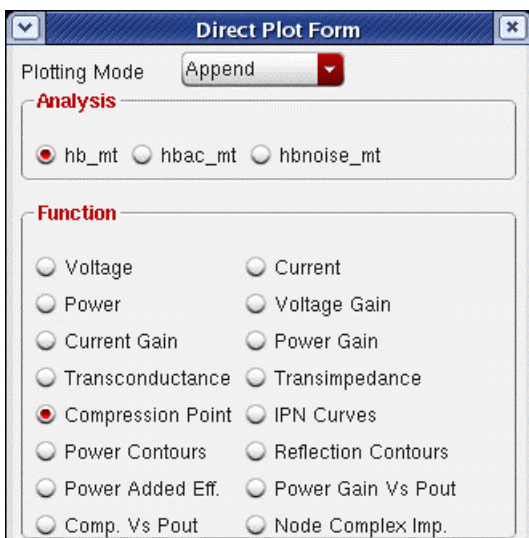 Direct Plot Form
Plotting Mode Append
Analysis
hb_mt hbac_mt hbnoise_mt
Function
Voltage Current
Power Voltage Gain
Current Gain Power Gain
Transconductance Transimpedance
Compression Point IPN Curves
Power Contours Reflection Contours
Power Added Eff. Power Gain Vs Pout
Comp. Vs Pout Node Complex Imp.